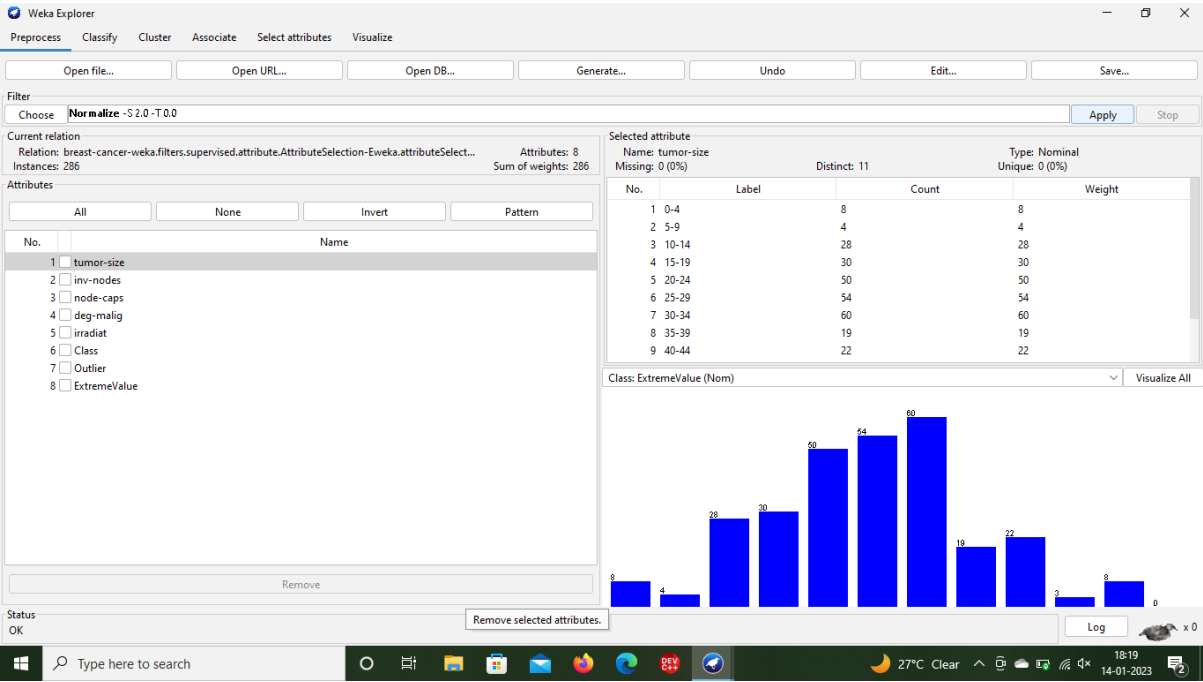 Weka Explorer
Preprocess Classify Cluster Associate Select attributes Visualize
Open file... Open URL... Open DB... Generate... Undo Edit... Save...
Filter
Choose Normalize -S 2.0 -T 0.0 Apply Stop
Current relation
Relation: breast-cancer-weka.filters.supervised.attribute.AttributeSelection-Eweka.attributeSelect... Attributes: 8
Instances: 286 Sum of weights: 286
Attributes
All None Invert Pattern
No. Name
1 tumor-size
2 inv-nodes
3 node-caps
4 deg-malig
5 irradiat
6 Class
7 Outlier
8 ExtremeValue
Remove
Selected attribute
Name: tumor-size Type: Nominal
Missing: 0 (0%) Distinct: 11 Unique: 0 (0%)
No. Label Count Weight
1 0-4 8 8
2 5-9 4 4
3 10-14 28 28
4 15-19 30 30
5 20-24 50 50
6 25-29 54 54
7 30-34 60 60
8 35-39 19 19
9 40-44 22 22
Class: ExtremeValue (Nom) Visualize All
8 4 28 30 50 54 60 19 22 3 8 0
Remove selected attributes.
Status
OK Log x 0
Type here to search DEV C++ 27°C Clear 18:19
14-01-2023 2